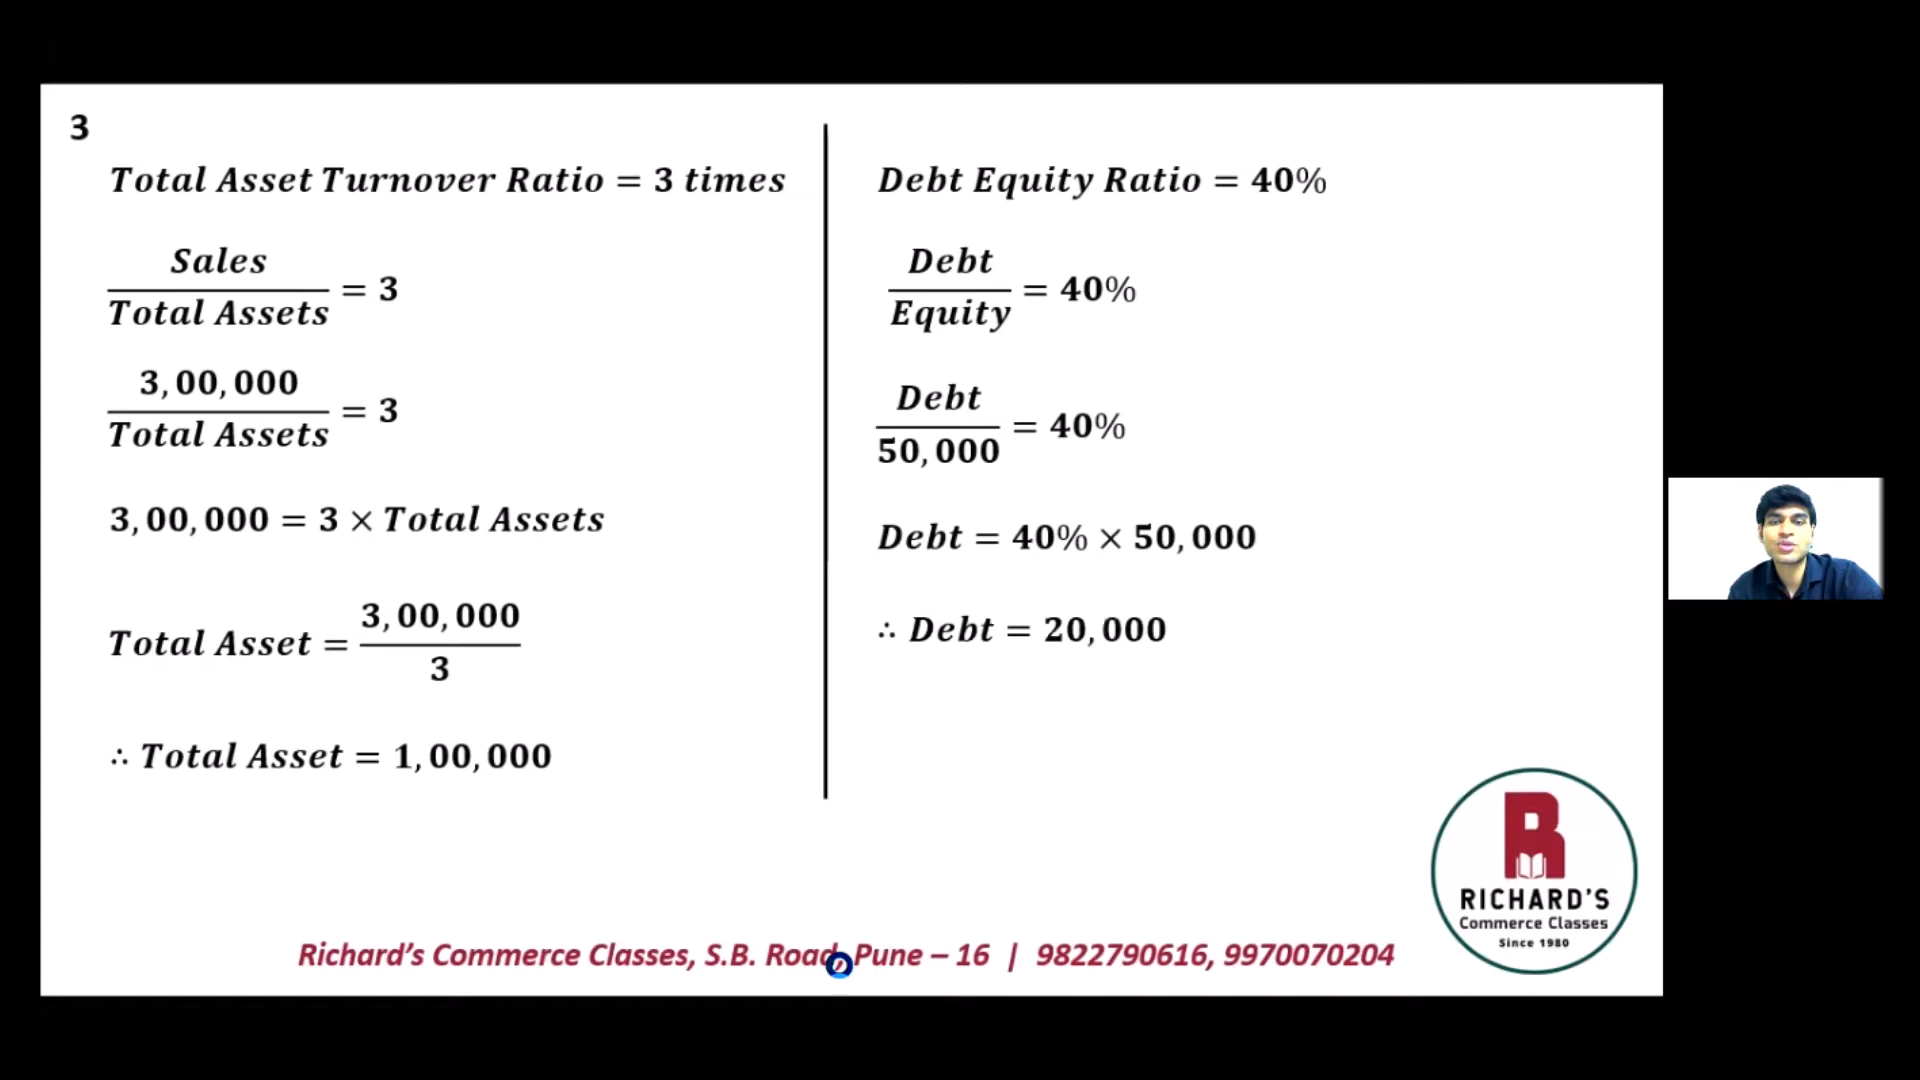 3
Total Asset Turnover Ratio = 3 times
Sales
Total Assets = 3
3,00,000
Total Assets = 3
3,00,000 = 3 × Total Assets
Total Asset = 3,00,000
3
∴ Total Asset = 1,00,000
Debt Equity Ratio = 40%
Debt
Equity = 40%
Debt
50,000 = 40%
Debt = 40% × 50,000
∴ Debt = 20,000
R
RICHARD'S
Commerce Classes
Since 1980
Richard's Commerce Classes, S.B. Road, Pune – 16 | 9822790616, 9970070204